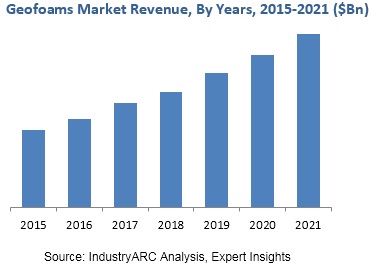 Geofoams Market Revenue, By Years, 2015-2021 ($Bn)
2015 2016 2017 2018 2019 2020 2021
Source: IndustryARC Analysis, Expert Insights